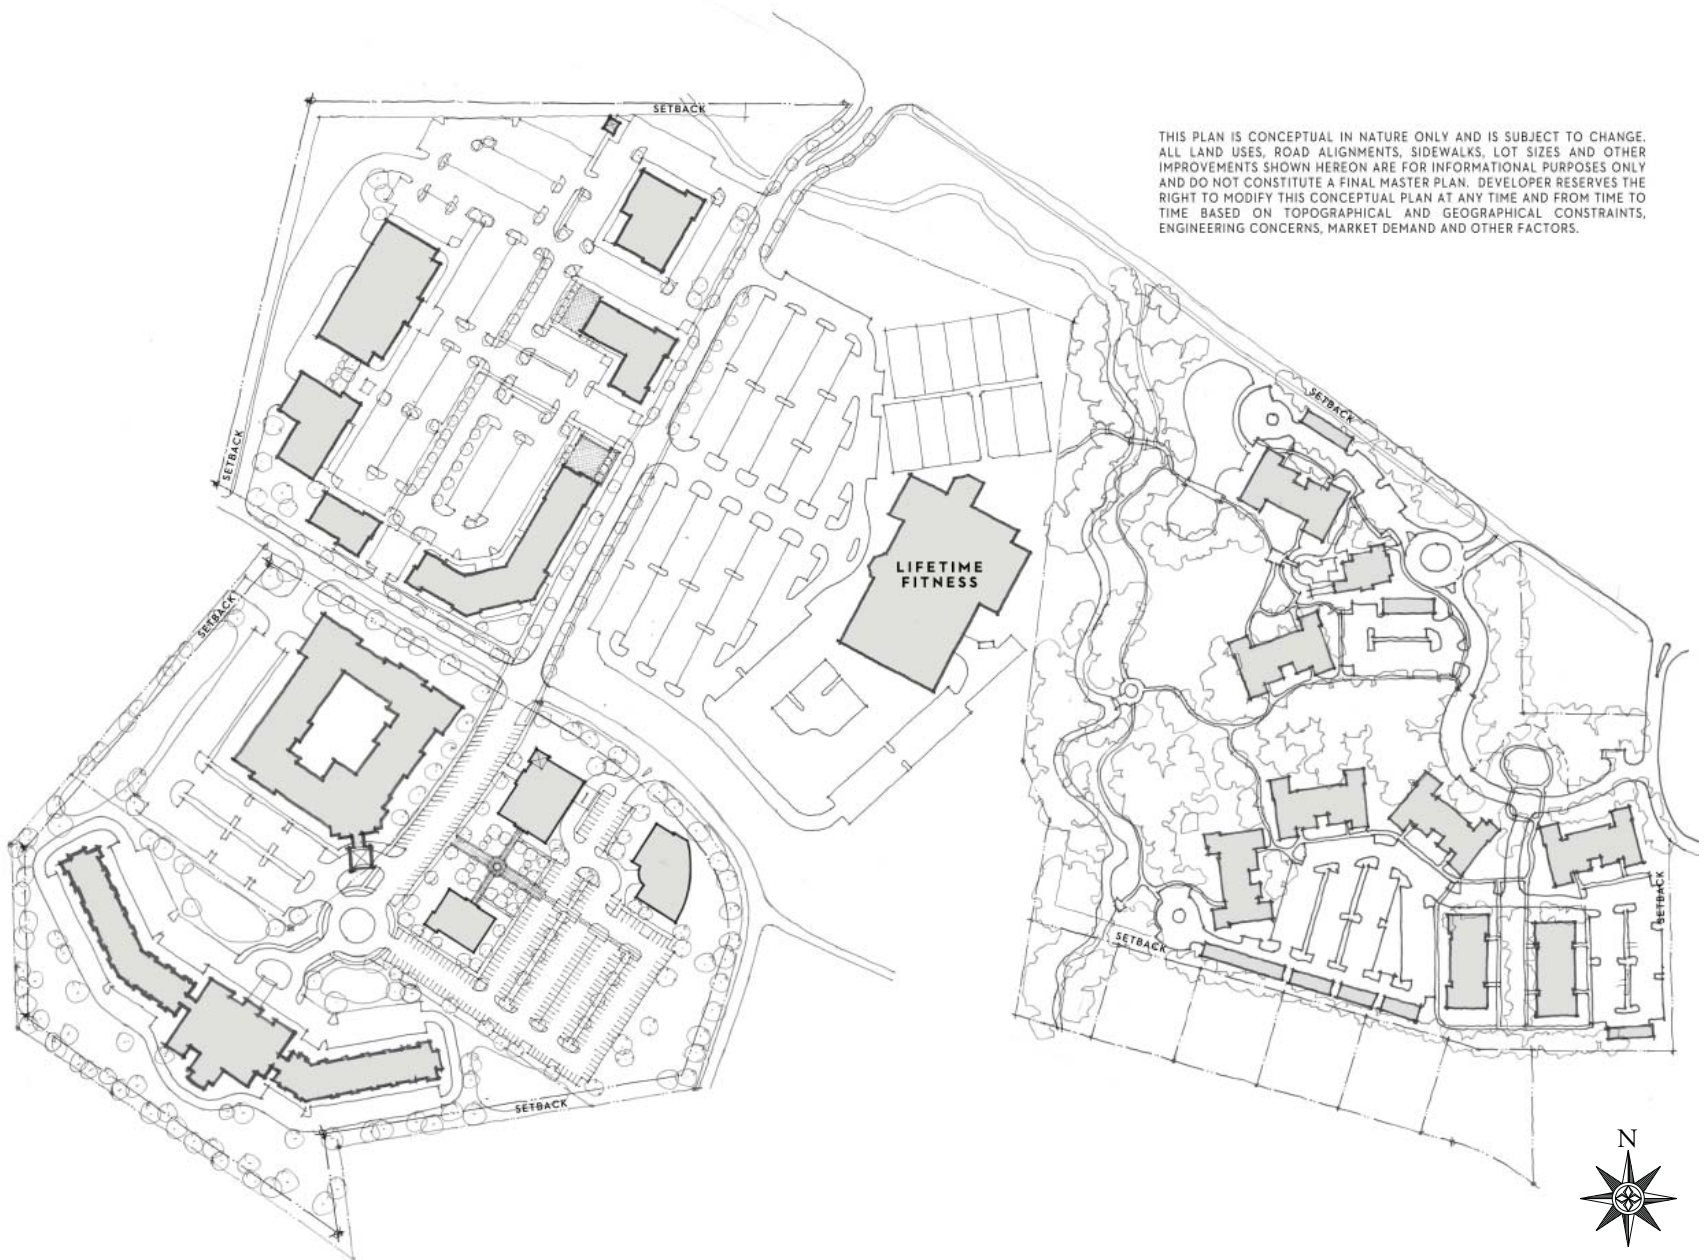 SETBACK
THIS PLAN IS CONCEPTUAL IN NATURE ONLY AND IS SUBJECT TO CHANGE.
ALL LAND USES, ROAD ALIGNMENTS, SIDEWALKS, LOT SIZES AND OTHER
IMPROVEMENTS SHOWN HEREON ARE FOR INFORMATIONAL PURPOSES ONLY
AND DO NOT CONSTITUTE A FINAL MASTER PLAN. DEVELOPER RESERVES THE
RIGHT TO MODIFY THIS CONCEPTUAL PLAN AT ANY TIME AND FROM TIME TO
TIME BASED ON TOPOGRAPHICAL AND GEOGRAPHICAL CONSTRAINTS,
ENGINEERING CONCERNS, MARKET DEMAND AND OTHER FACTORS.
SETBACK
SETBACK
LIFETIME
FITNESS
SETBACK
SETBACK
SETBACK
SETBACK
N